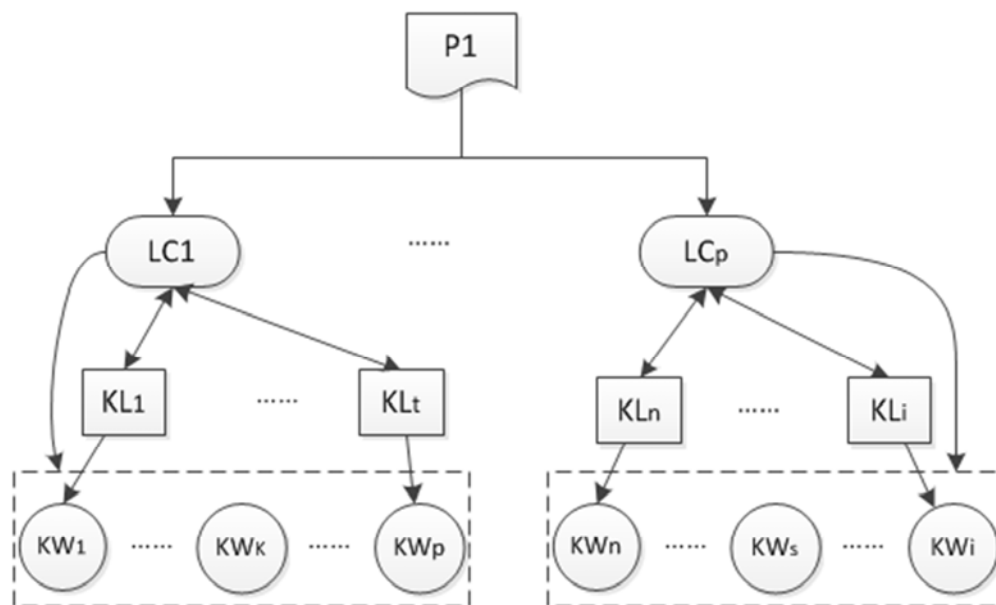 P1
LC1 ...... LCp
KL1 ...... KLt KLn ...... KLi
KW1 ...... KWK ...... KWp KWn ...... KWs ...... KWi